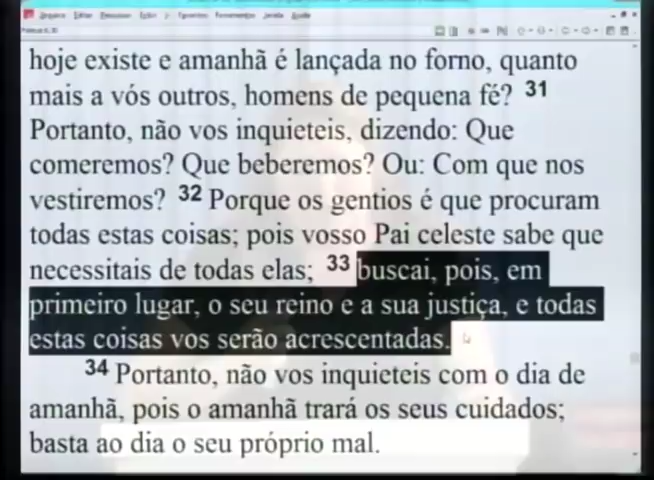 hoje existe e amanhã é lançada no forno, quanto
mais a vós outros, homens de pequena fé? 31
Portanto, não vos inquieteis, dizendo: Que
comeremos? Que beberemos? Ou: Com que nos
vestiremos? 32 Porque os gentios é que procuram
todas estas coisas; pois vosso Pai celeste sabe que
necessitais de todas elas; 33 buscai, pois, em
primeiro lugar, o seu reino e a sua justiça, e todas
estas coisas vos serão acrescentadas.
34 Portanto, não vos inquieteis com o dia de
amanhã, pois o amanhã trará os seus cuidados;
basta ao dia o seu próprio mal.